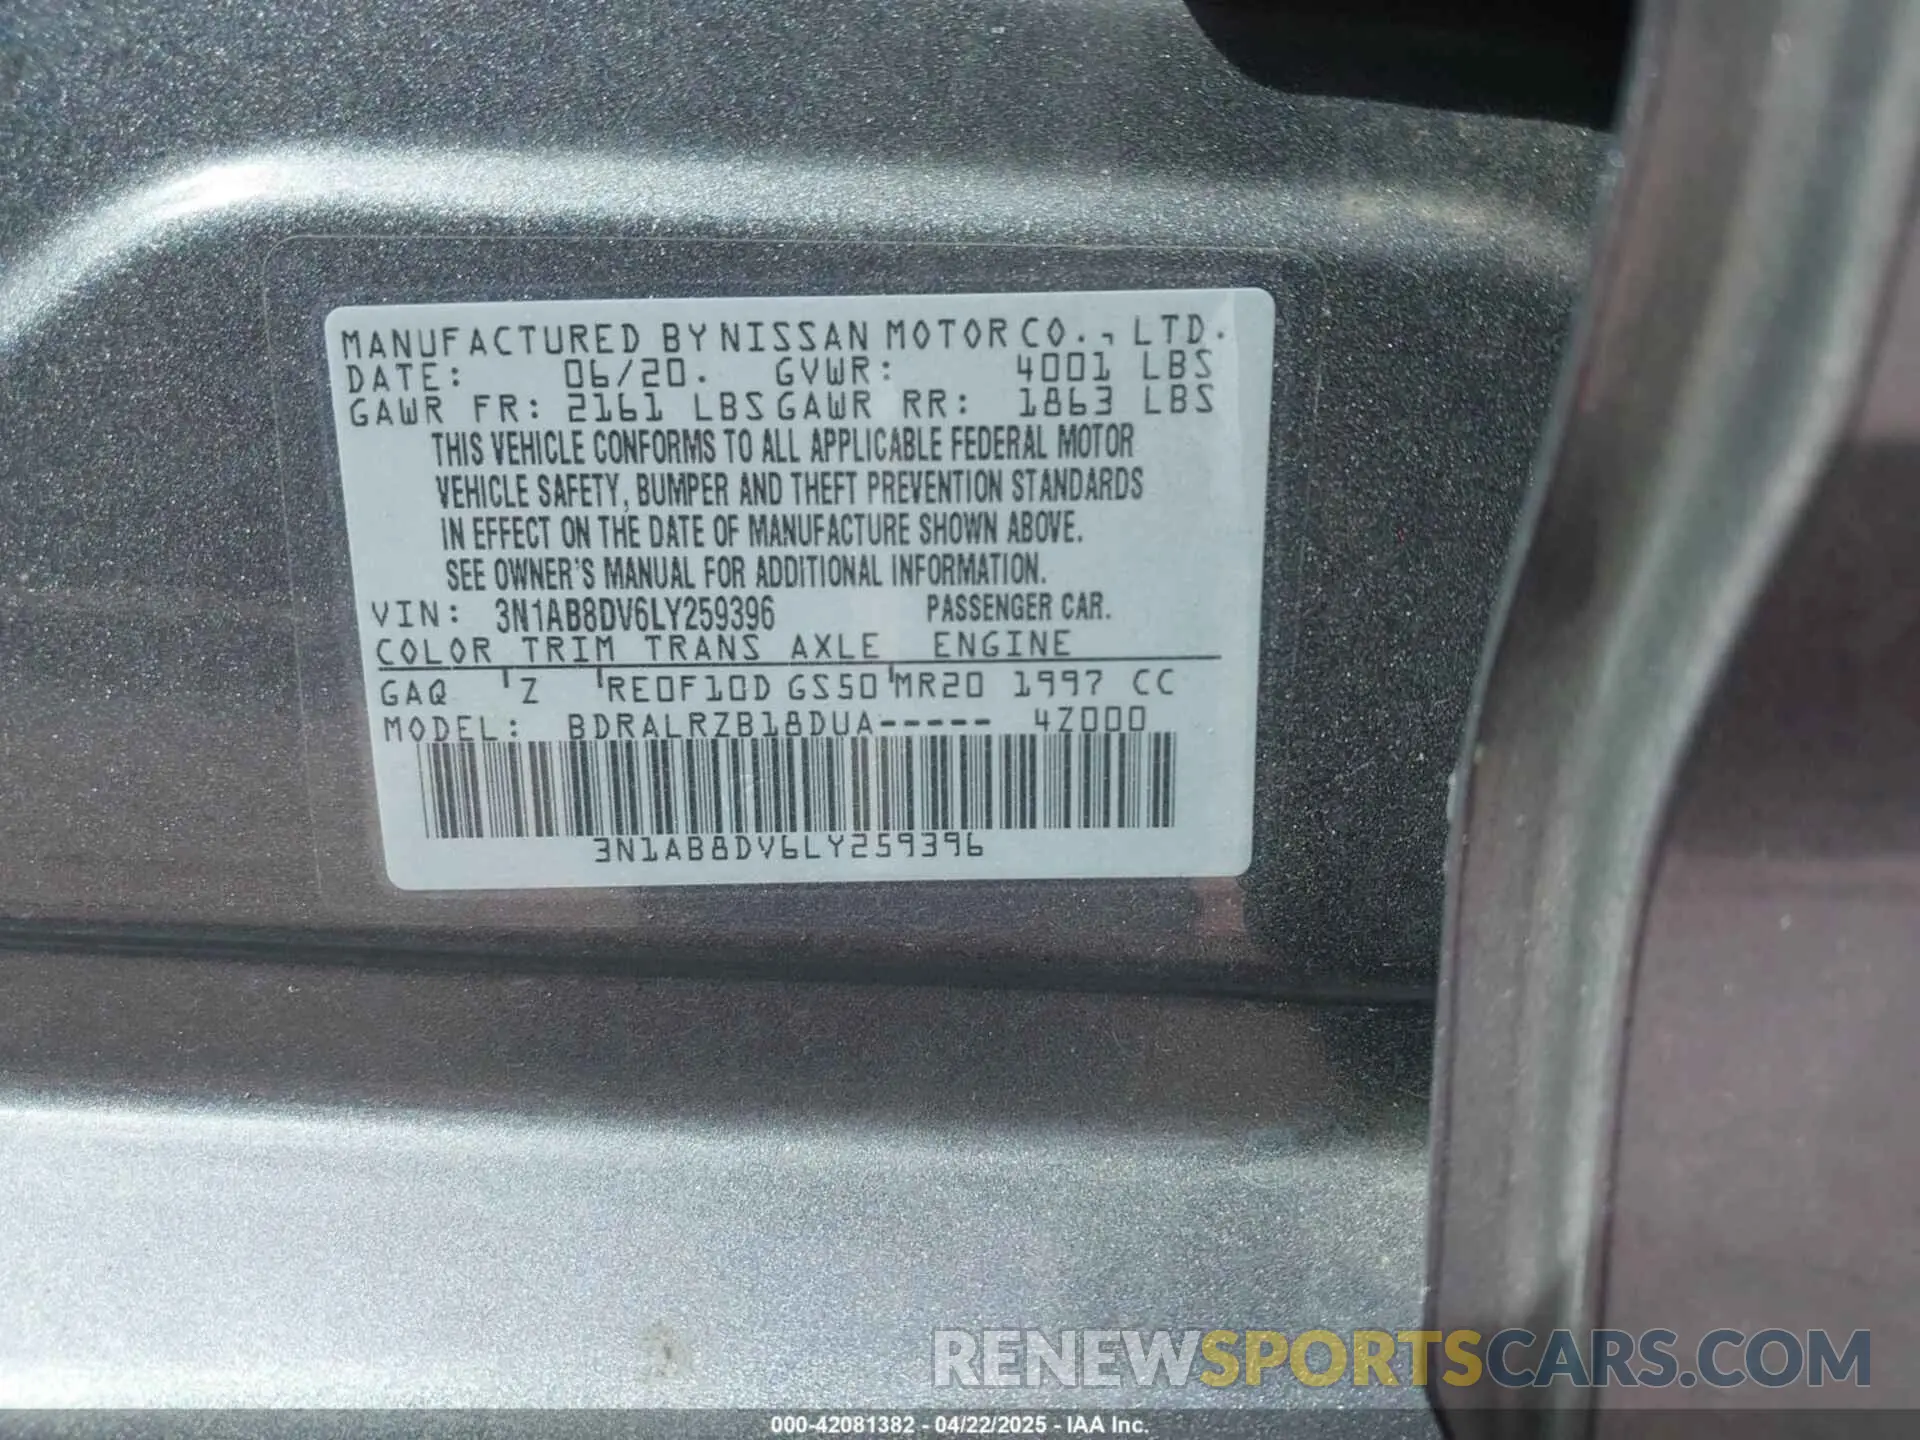 MANUFACTURED BY NISSAN MOTOR CO., LTD.
DATE: 06/20. GVWR: 4001 LBS
GAWR FR: 2161 LBS GAWR RR: 1863 LBS
THIS VEHICLE CONFORMS TO ALL APPLICABLE FEDERAL MOTOR
VEHICLE SAFETY, BUMPER AND THEFT PREVENTION STANDARDS
IN EFFECT ON THE DATE OF MANUFACTURE SHOWN ABOVE.
SEE OWNER'S MANUAL FOR ADDITIONAL INFORMATION.
VIN: 3N1AB8DV6LY259396 PASSENGER CAR.
COLOR TRIM TRANS AXLE ENGINE
GAQ Z RE0F10D GS50 MR20 1997 CC
MODEL: BDRALRZB18DUA----- 4Z000
3N1AB8DV6LY259396
RENEWSPORTSCARS.COM
000-42081382 - 04/22/2025 - IAA Inc.